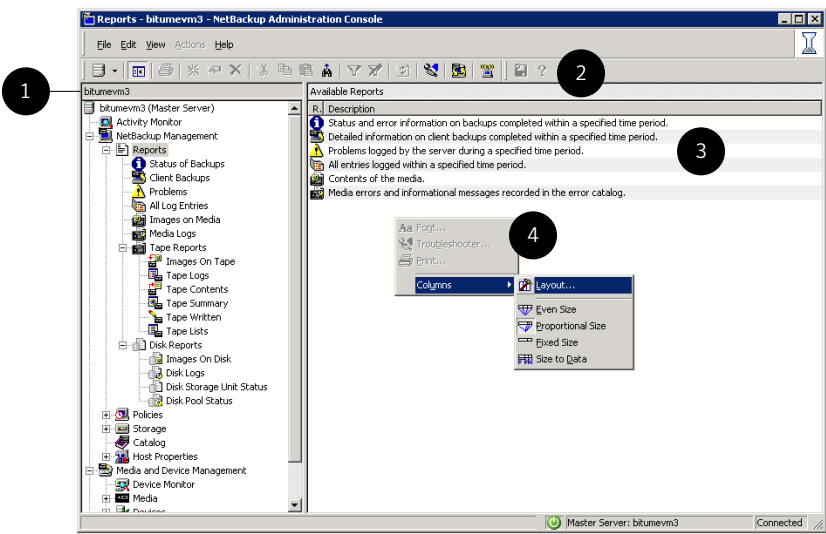 Reports - bitumevm3 - NetBackup Administration Console
File Edit View Actions Help
1
2
bitumevm3
Available Reports
bitumevm3 (Master Server)
Activity Monitor
NetBackup Management
Reports
Status of Backups
Client Backups
Problems
All Log Entries
Images on Media
Media Logs
Tape Reports
Images On Tape
Tape Logs
Tape Contents
Tape Summary
Tape Written
Tape Lists
Disk Reports
Images On Disk
Disk Logs
Disk Storage Unit Status
Disk Pool Status
Policies
Storage
Catalog
Host Properties
Media and Device Management
Device Monitor
Media
Devices
R. Description
Status and error information on backups completed within a specified time period.
Detailed information on client backups completed within a specified time period.
Problems logged by the server during a specified time period.
All entries logged within a specified time period.
Contents of the media.
Media errors and informational messages recorded in the error catalog.
3
4
Aa Font...
Troubleshooter...
Print...
Columns
Layout...
Even Size
Proportional Size
Fixed Size
Size to Data
Master Server: bitumevm3
Connected